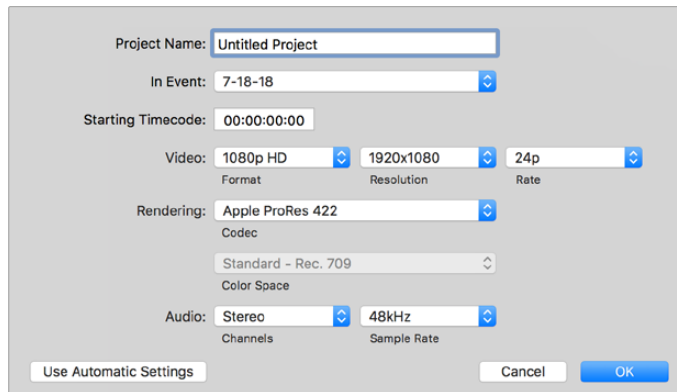 Project Name: Untitled Project
In Event: 7-18-18
Starting Timecode: 00:00:00:00
Video: 1080p HD 1920x1080 24p
Format Resolution Rate
Rendering: Apple ProRes 422
Codec
Standard - Rec. 709
Color Space
Audio: Stereo 48kHz
Channels Sample Rate
Use Automatic Settings Cancel OK